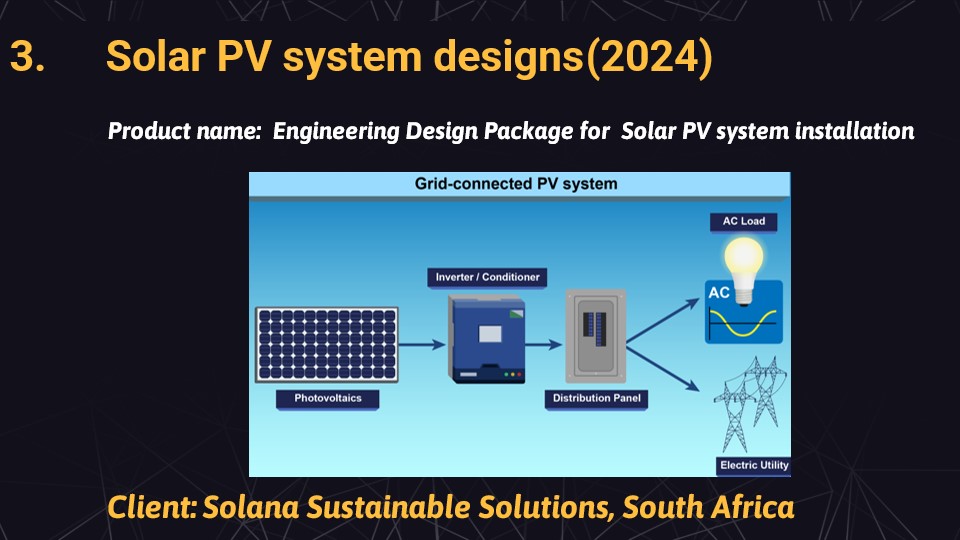 3. Solar PV system designs(2024)
Product name: Engineering Design Package for Solar PV system installation
Grid-connected PV system
AC Load
Inverter / Conditioner
AC
Photovoltaics
Distribution Panel
Electric Utility
Client: Solana Sustainable Solutions, South Africa